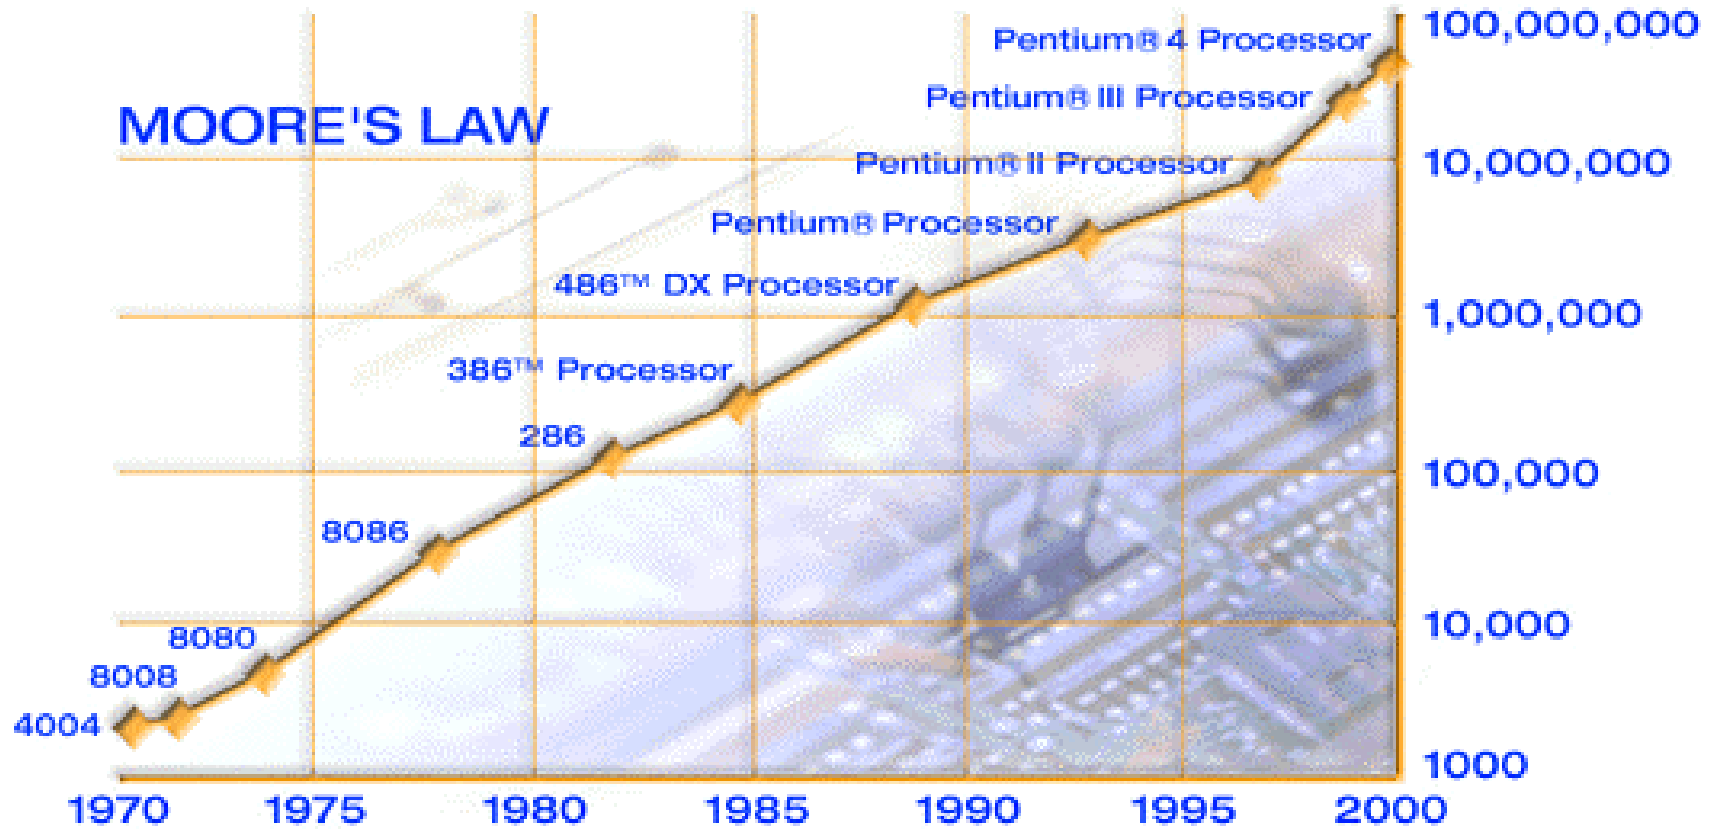 MOORE'S LAW
Pentium® 4 Processor
100,000,000
Pentium® III Processor
Pentium® II Processor
10,000,000
Pentium® Processor
486™ DX Processor
1,000,000
386™ Processor
286
100,000
8086
8080
10,000
8008
4004
1000
1970 1975 1980 1985 1990 1995 2000